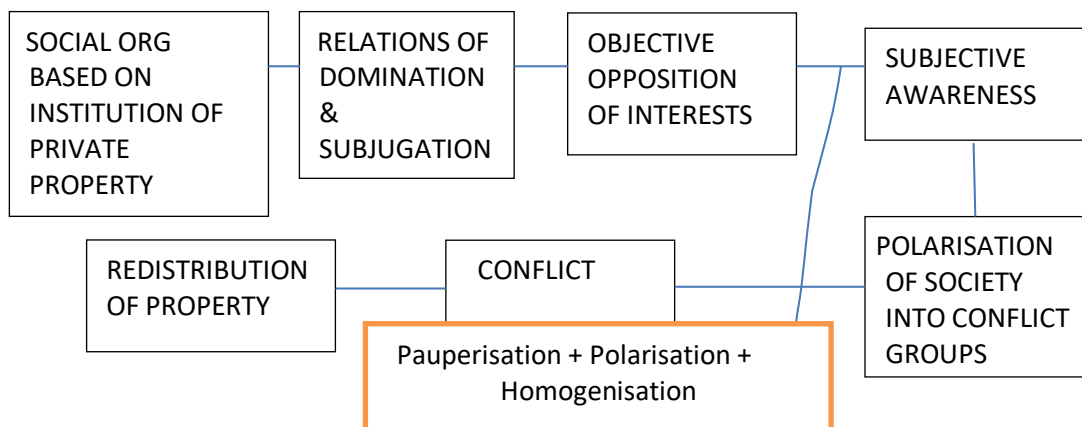 SOCIAL ORG
BASED ON
INSTITUTION OF
PRIVATE
PROPERTY
RELATIONS OF
DOMINATION
&
SUBJUGATION
OBJECTIVE
OPPOSITION
OF INTERESTS
SUBJECTIVE
AWARENESS
REDISTRIBUTION
OF PROPERTY
CONFLICT
POLARISATION
OF SOCIETY
INTO CONFLICT
GROUPS
Pauperisation + Polarisation +
Homogenisation